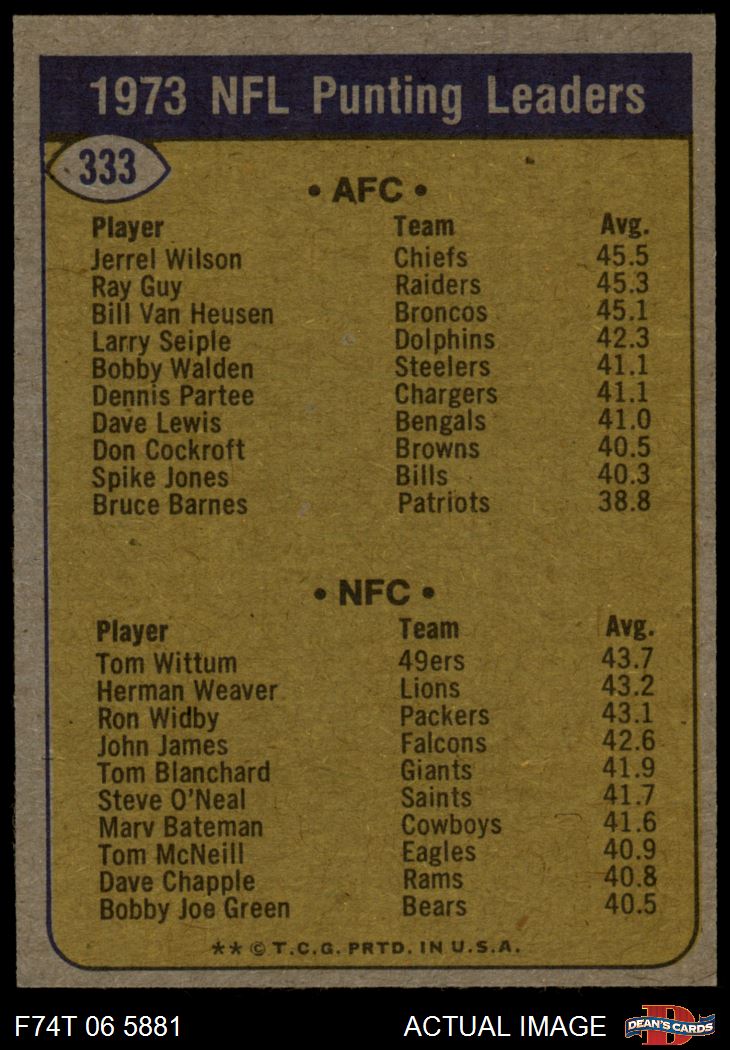 1973 NFL Punting Leaders
333
• AFC •
Player Team Avg.
Jerrel Wilson Chiefs 45.5
Ray Guy Raiders 45.3
Bill Van Heusen Broncos 45.1
Larry Seiple Dolphins 42.3
Bobby Walden Steelers 41.1
Dennis Partee Chargers 41.1
Dave Lewis Bengals 41.0
Don Cockroft Browns 40.5
Spike Jones Bills 40.3
Bruce Barnes Patriots 38.8
• NFC •
Player Team Avg.
Tom Wittum 49ers 43.7
Herman Weaver Lions 43.2
Ron Widby Packers 43.1
John James Falcons 42.6
Tom Blanchard Giants 41.9
Steve O'Neal Saints 41.7
Marv Bateman Cowboys 41.6
Tom McNeill Eagles 40.9
Dave Chapple Rams 40.8
Bobby Joe Green Bears 40.5
** © T.C.G. PRTD. IN U.S.A.
F74T 06 5881 ACTUAL IMAGE D DEAN'S CARDS